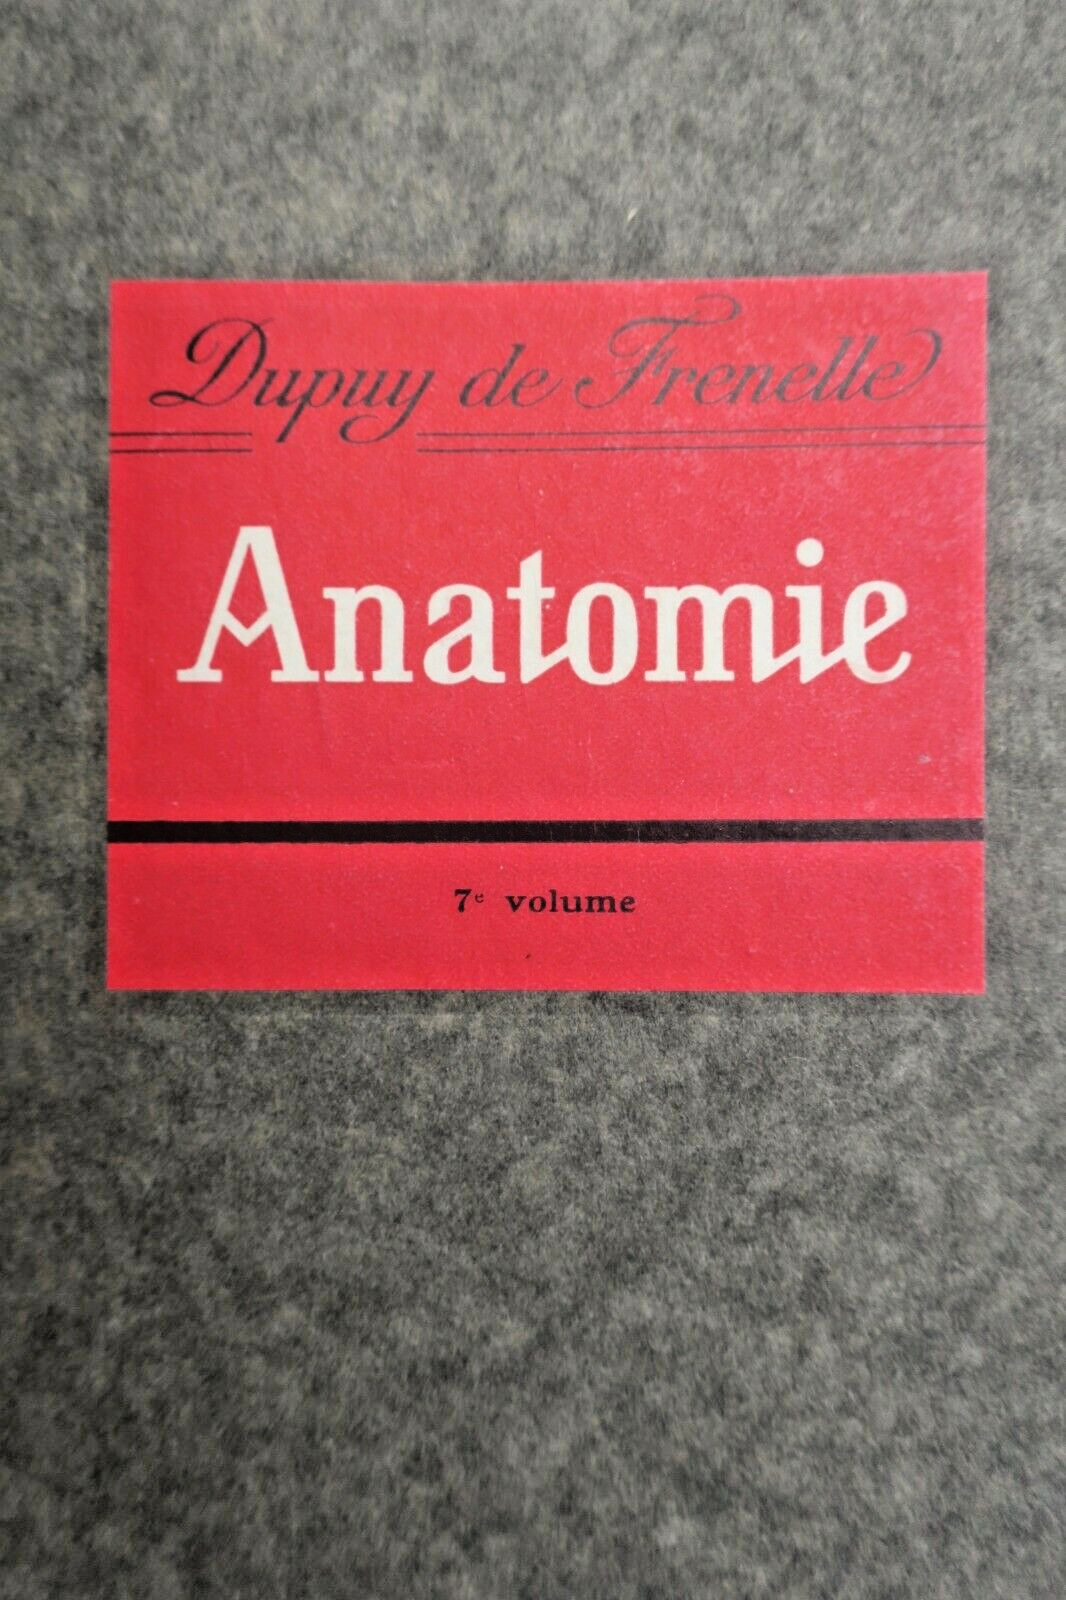 Dupuy de Frenelle
Anatomie
7e volume